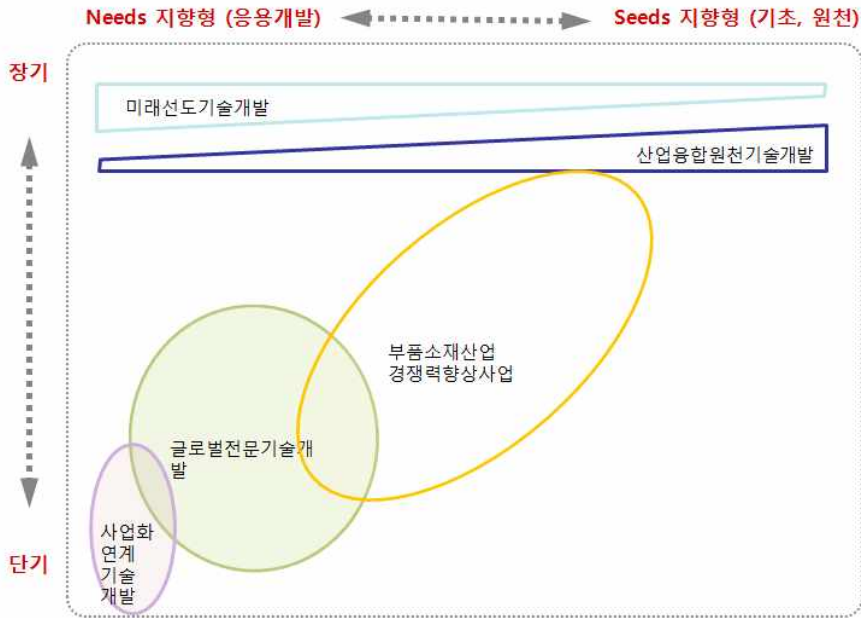 Needs 지향형 (응용개발)
Seeds 지향형 (기초, 원천)
장기
미래선도기술개발
산업융합원천기술개발
부품소재산업
경쟁력향상사업
글로벌전문기술개
발
사업화
연계
기술
개발
단기